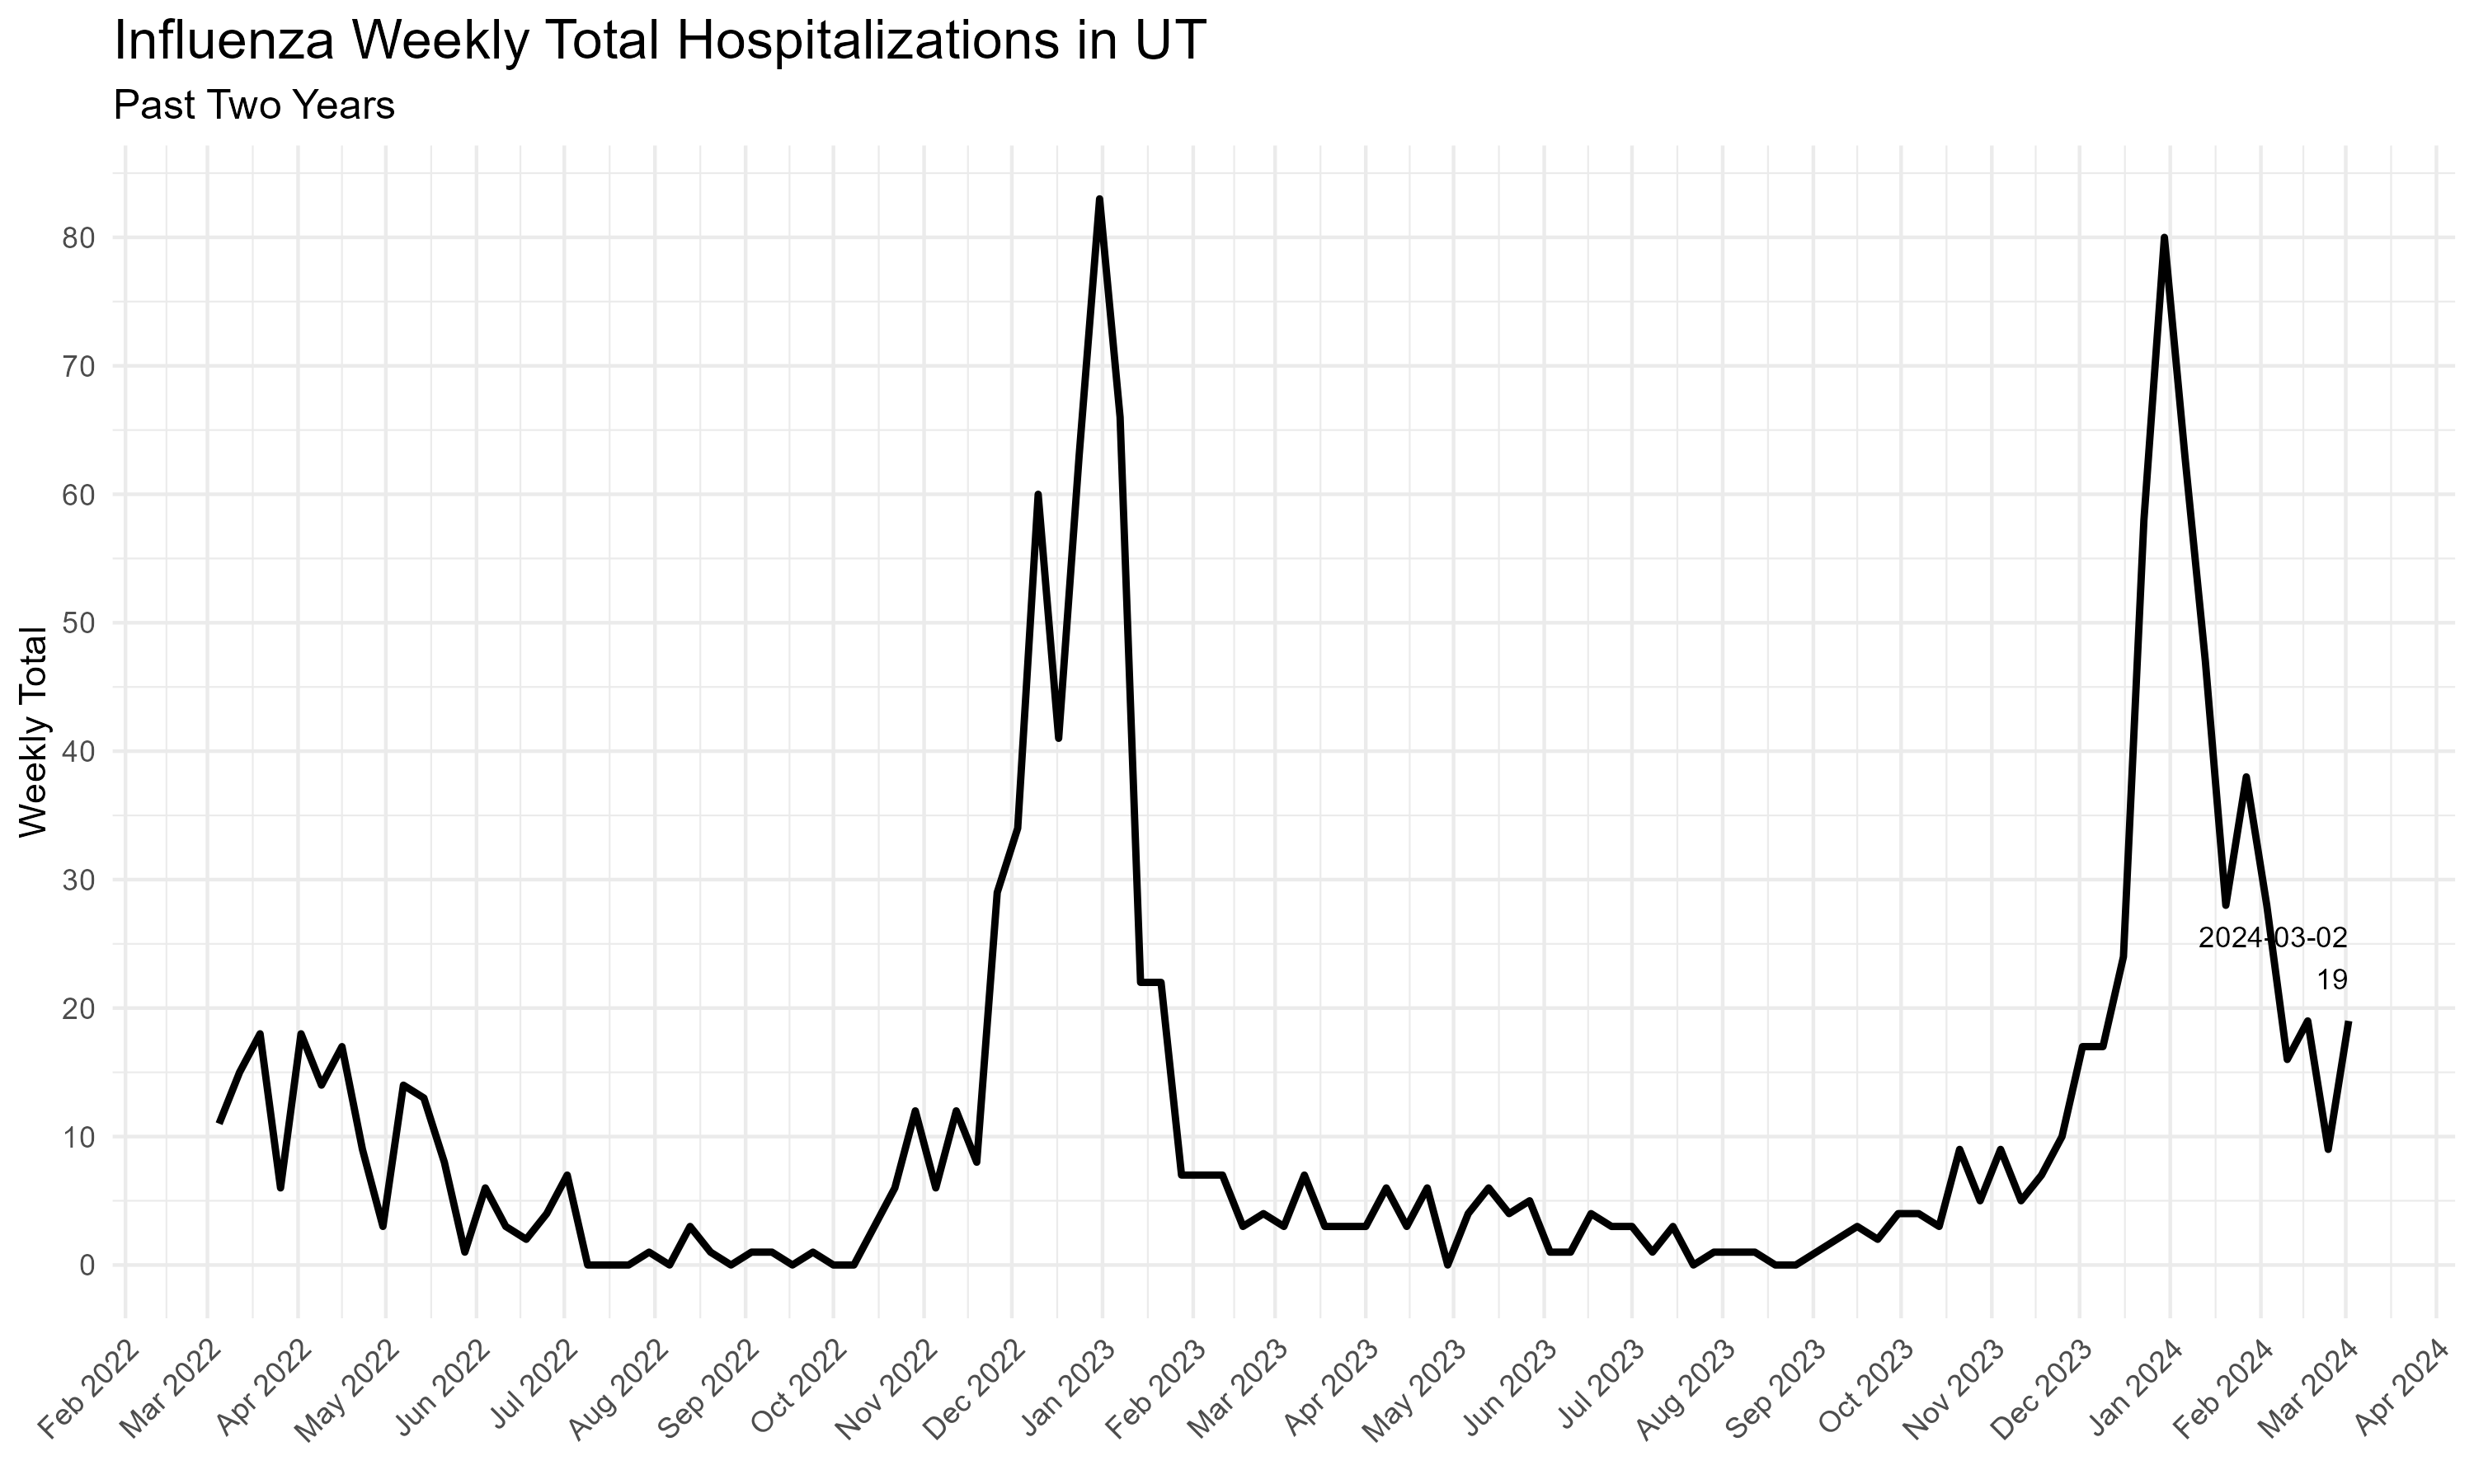 Influenza Weekly Total Hospitalizations in UT
Past Two Years
Weekly Total
80
70
60
50
40
30
20
10
0
2024-03-02
19
Feb 2022
Mar 2022
Apr 2022
May 2022
Jun 2022
Jul 2022
Aug 2022
Sep 2022
Oct 2022
Nov 2022
Dec 2022
Jan 2023
Feb 2023
Mar 2023
Apr 2023
May 2023
Jun 2023
Jul 2023
Aug 2023
Sep 2023
Oct 2023
Nov 2023
Dec 2023
Jan 2024
Feb 2024
Mar 2024
Apr 2024